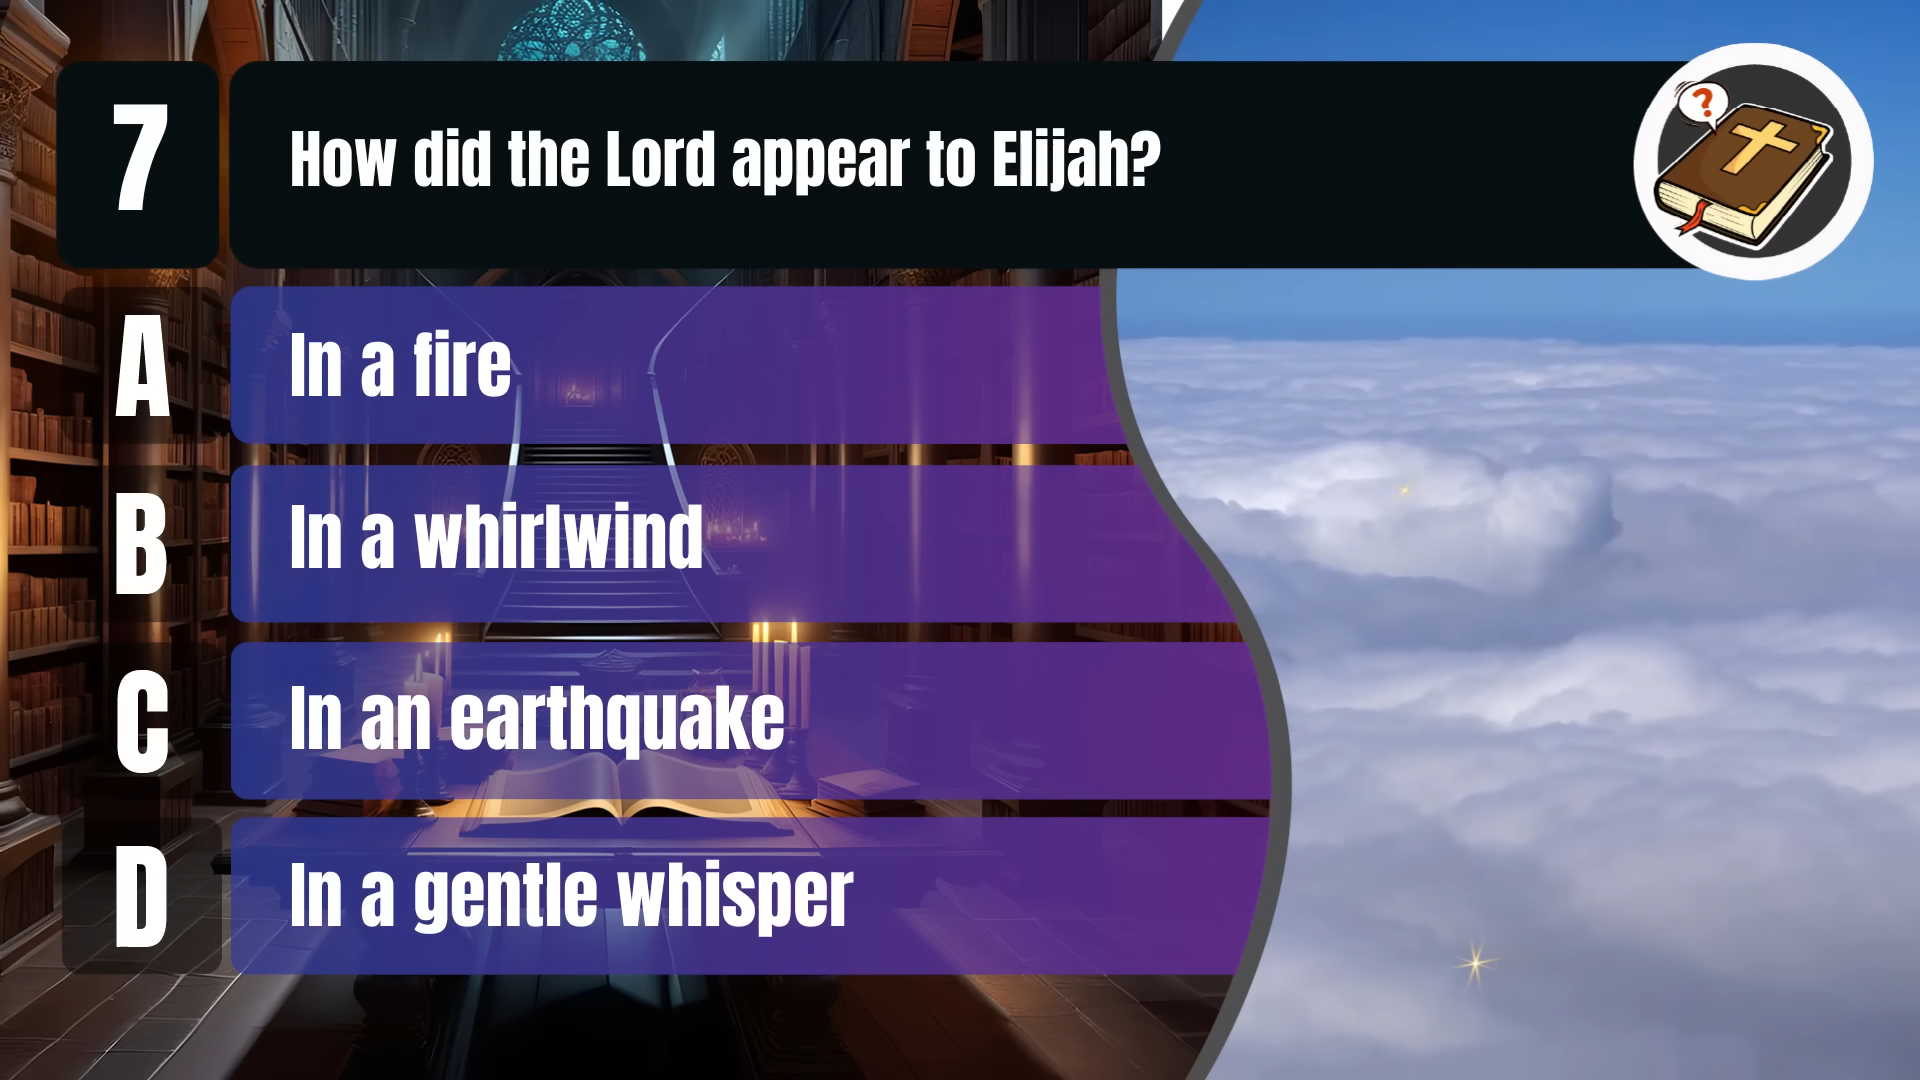 7
How did the Lord appear to Elijah?
?
A
In a fire
B
In a whirlwind
C
In an earthquake
D
In a gentle whisper